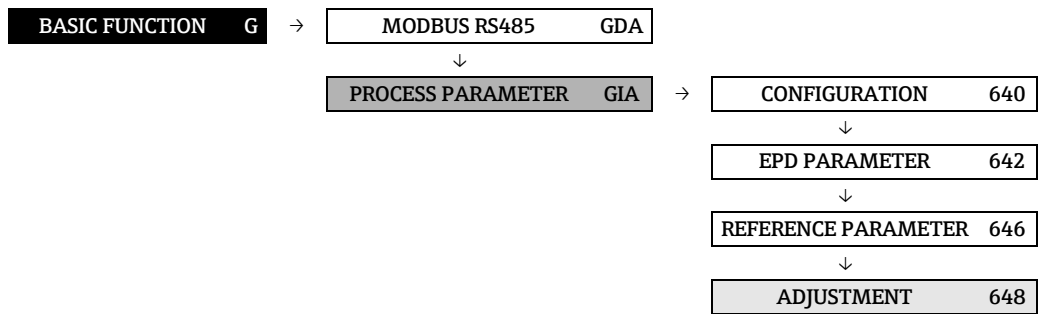 BASIC FUNCTION G → MODBUS RS485 GDA
↓
PROCESS PARAMETER GIA → CONFIGURATION 640
↓
EPD PARAMETER 642
↓
REFERENCE PARAMETER 646
↓
ADJUSTMENT 648